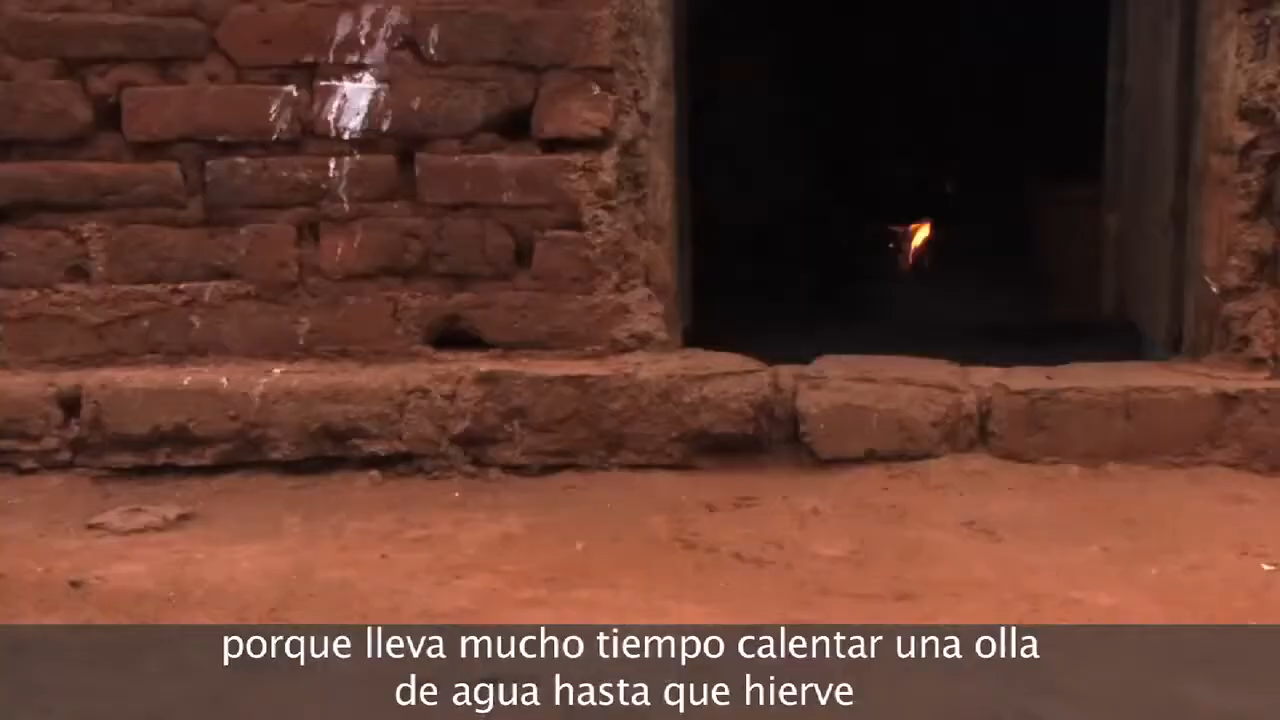 porque lleva mucho tiempo calentar una olla
de agua hasta que hierve